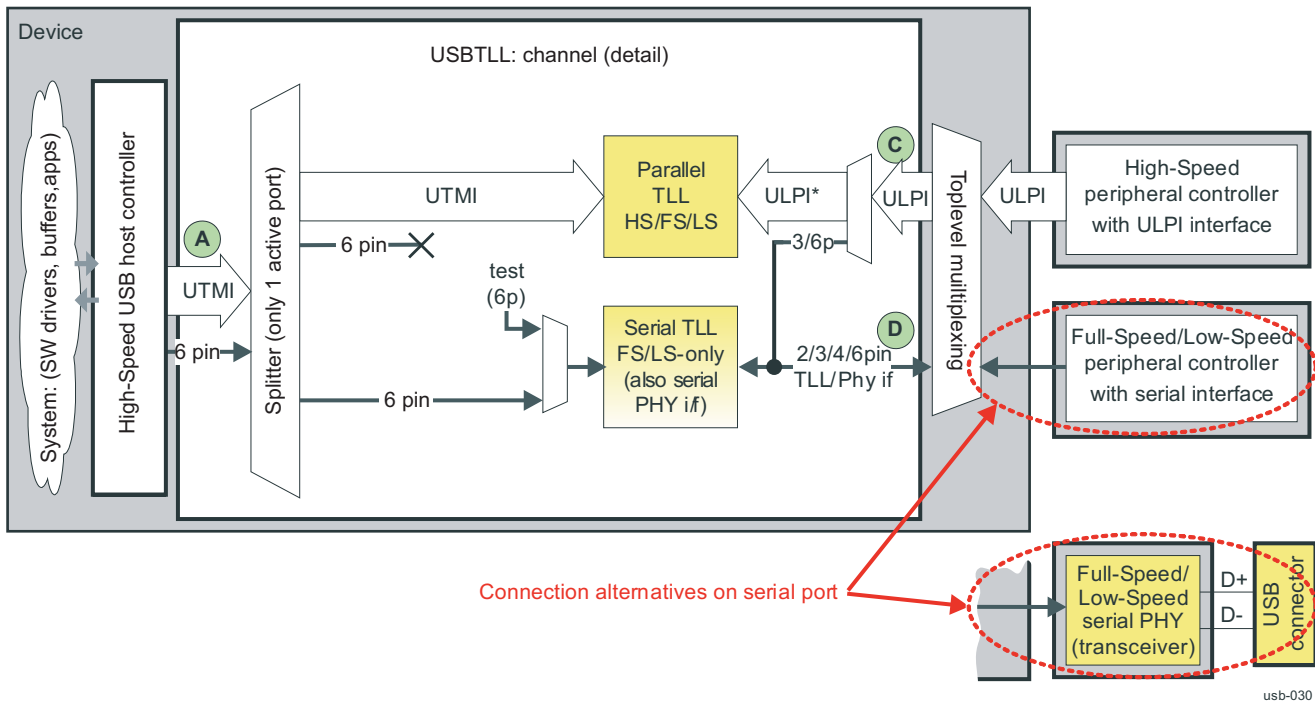 Device
USBTLL: channel (detail)
System: (SW drivers, buffers,apps)
High-Speed USB host controller
A
UTMI
6 pin
Splitter (only 1 active port)
UTMI
6 pin
test
(6p)
6 pin
Parallel
TLL
HS/FS/LS
Serial TLL
FS/LS-only
(also serial
PHY i/f)
ULPI*
C
ULPI
3/6p
D
2/3/4/6pin
TLL/Phy if
Toplevel muiltiplexing
ULPI
High-Speed
peripheral controller
with ULPI interface
Full-Speed/Low-Speed
peripheral controller
with serial interface
Connection alternatives on serial port
Full-Speed/
Low-Speed
serial PHY
(transceiver)
D+
D-
USB
connector
usb-030